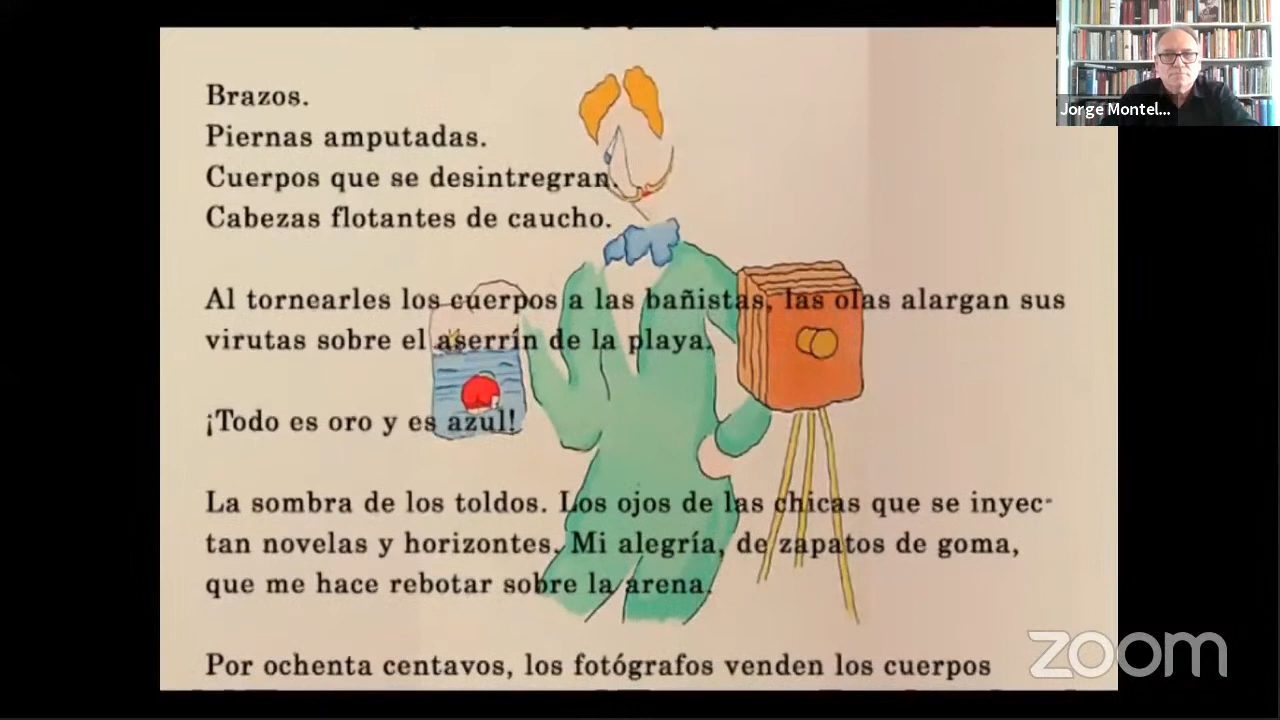 Brazos.
Piernas amputadas.
Cuerpos que se desintregran.
Cabezas flotantes de caucho.
Al tornearles los cuerpos a las bañistas, las olas alargan sus
virutas sobre el aserrín de la playa.
¡Todo es oro y es azul!
La sombra de los toldos. Los ojos de las chicas que se inyec-
tan novelas y horizontes. Mi alegría, de zapatos de goma,
que me hace rebotar sobre la arena.
Por ochenta centavos, los fotógrafos venden los cuerpos
Jorge Montel...
zoom